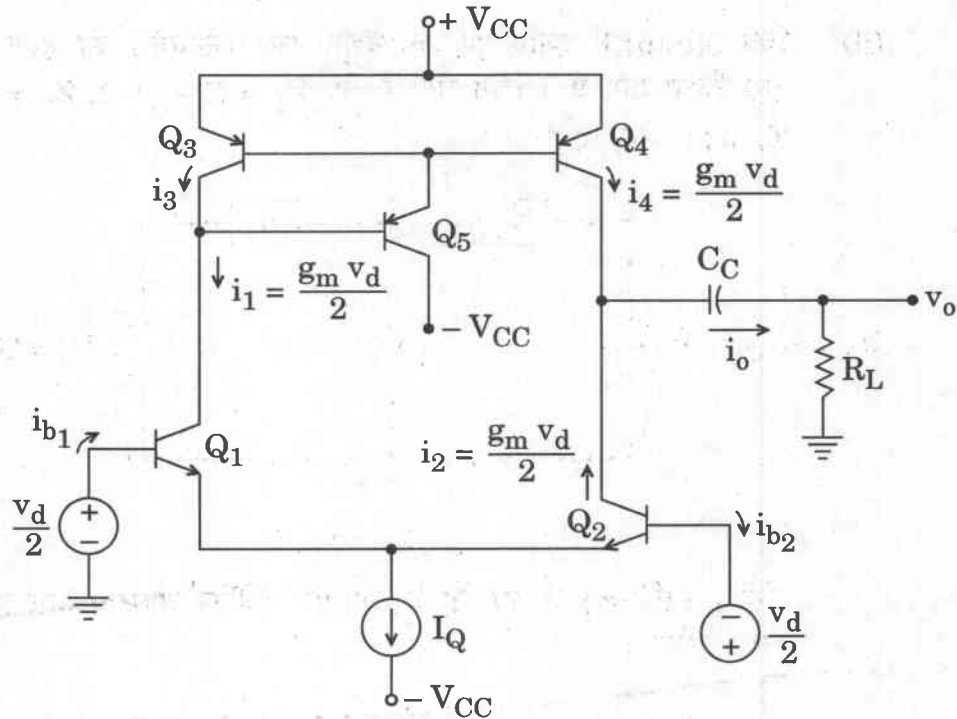 + V_CC
Q_3
Q_4
i_3
i_4 = g_m v_d / 2
Q_5
i_1 = g_m v_d / 2
C_C
v_o
– V_CC
i_o
R_L
i_b1
Q_1
i_2 = g_m v_d / 2
v_d / 2
+
–
Q_2
i_b2
I_Q
–
+
v_d / 2
– V_CC